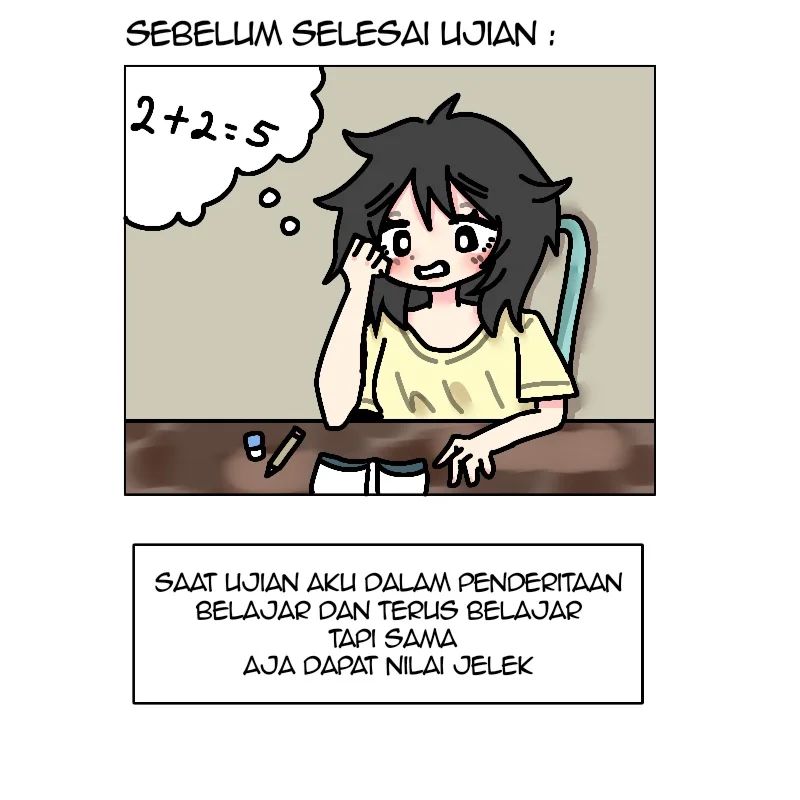 SEBELUM SELESAI UJIAN :
2+2=5
SAAT UJIAN AKU DALAM PENDERITAAN
BELAJAR DAN TERUS BELAJAR
TAPI SAMA
AJA DAPAT NILAI JELEK